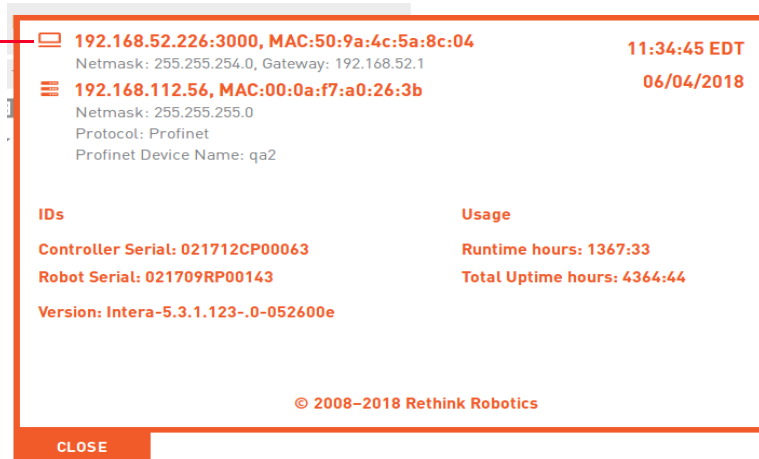 192.168.52.226:3000, MAC:50:9a:4c:5a:8c:04
Netmask: 255.255.254.0, Gateway: 192.168.52.1
11:34:45 EDT
06/04/2018
192.168.112.56, MAC:00:0a:f7:a0:26:3b
Netmask: 255.255.255.0
Protocol: Profinet
Profinet Device Name: qa2
IDs
Controller Serial: 021712CP00063
Robot Serial: 021709RP00143
Version: Intera-5.3.1.123-.0-052600e
Usage
Runtime hours: 1367:33
Total Uptime hours: 4364:44
© 2008–2018 Rethink Robotics
CLOSE